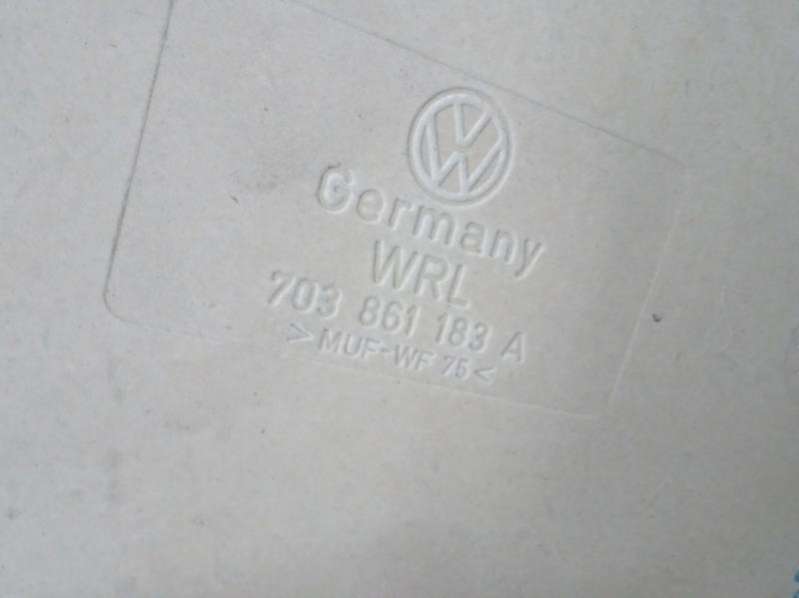 Germany
WRL
703 861 183 A
>MUF-WF 75<